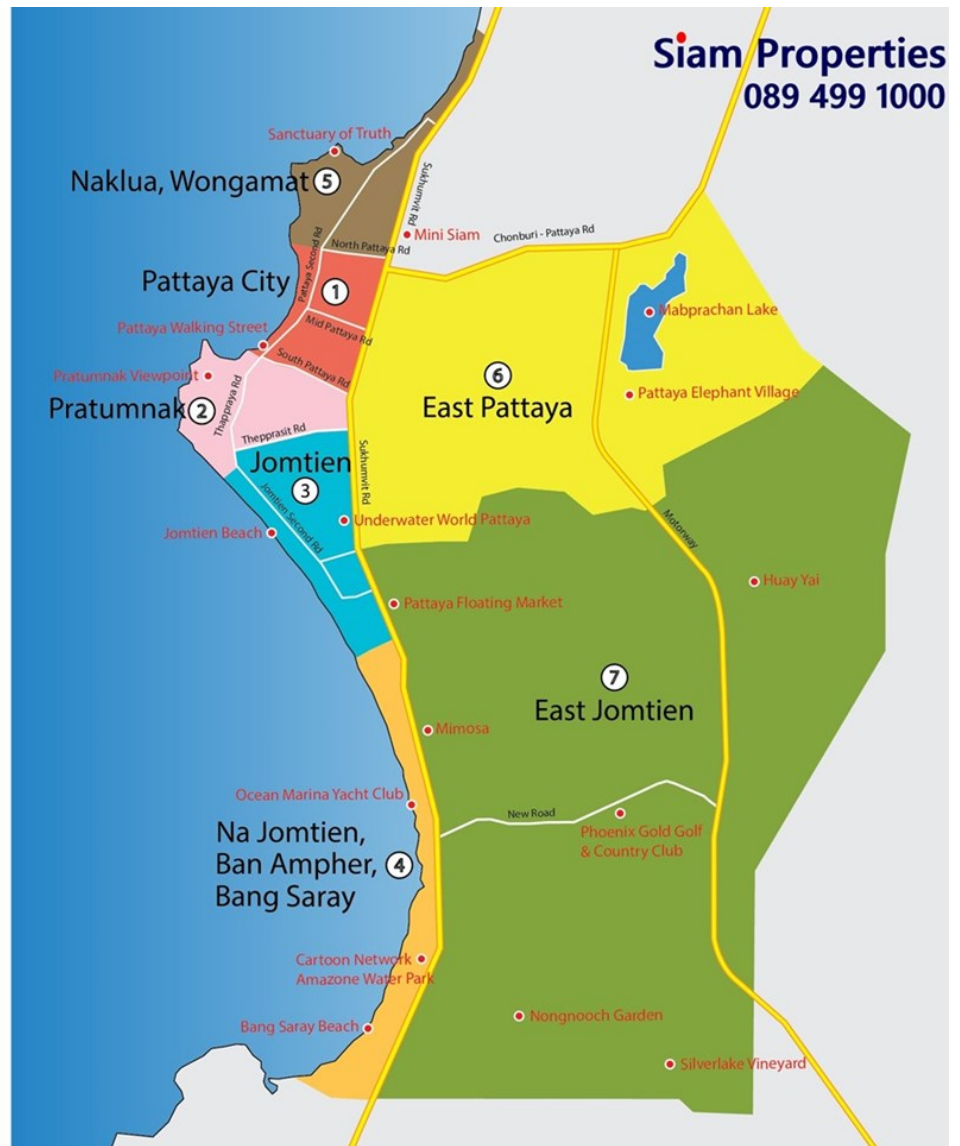 Siam Properties
089 499 1000
Sanctuary of Truth
Naklua, Wongamat 5
Sukhumvit Rd
Mini Siam
Chonburi - Pattaya Rd
North Pattaya Rd
Pattaya Second Rd
Pattaya City
1
Mabprachan Lake
Mid Pattaya Rd
Pattaya Walking Street
South Pattaya Rd
Pratumnak Viewpoint
6
East Pattaya
Pattaya Elephant Village
Pratumnak 2
Thappraya Rd
Thepprasit Rd
Jomtien
3
Sukhumvit Rd
Jomtien Second Rd
Underwater World Pattaya
Jomtien Beach
Motorway
Huay Yai
Pattaya Floating Market
7
East Jomtien
Mimosa
Ocean Marina Yacht Club
New Road
Phoenix Gold Golf
& Country Club
Na Jomtien,
Ban Ampher, 4
Bang Saray
Cartoon Network
Amazone Water Park
Bang Saray Beach
Nongnooch Garden
Silverlake Vineyard